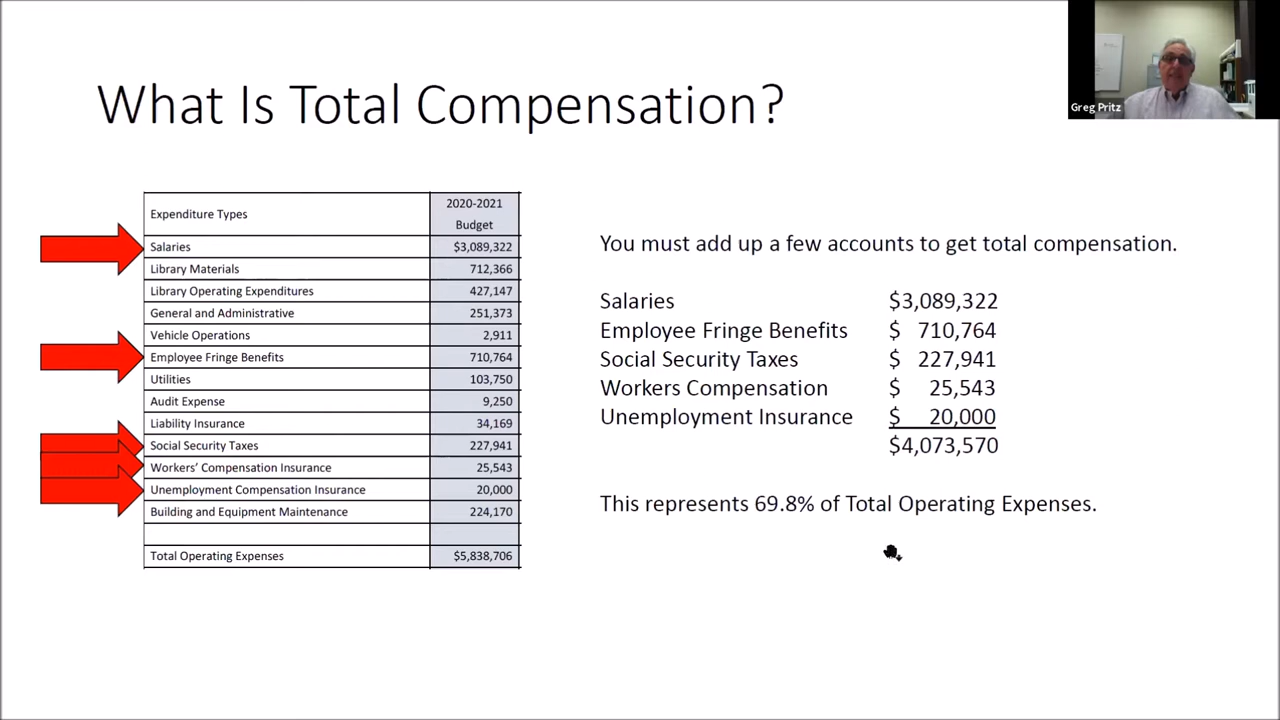 What Is Total Compensation?
Greg Pritz
Expenditure Types 2020-2021 Budget
Salaries $3,089,322
Library Materials 712,366
Library Operating Expenditures 427,147
General and Administrative 251,373
Vehicle Operations 2,911
Employee Fringe Benefits 710,764
Utilities 103,750
Audit Expense 9,250
Liability Insurance 34,169
Social Security Taxes 227,941
Workers’ Compensation Insurance 25,543
Unemployment Compensation Insurance 20,000
Building and Equipment Maintenance 224,170
Total Operating Expenses $5,838,706
You must add up a few accounts to get total compensation.
Salaries $3,089,322
Employee Fringe Benefits $ 710,764
Social Security Taxes $ 227,941
Workers Compensation $ 25,543
Unemployment Insurance $ 20,000
$4,073,570
This represents 69.8% of Total Operating Expenses.